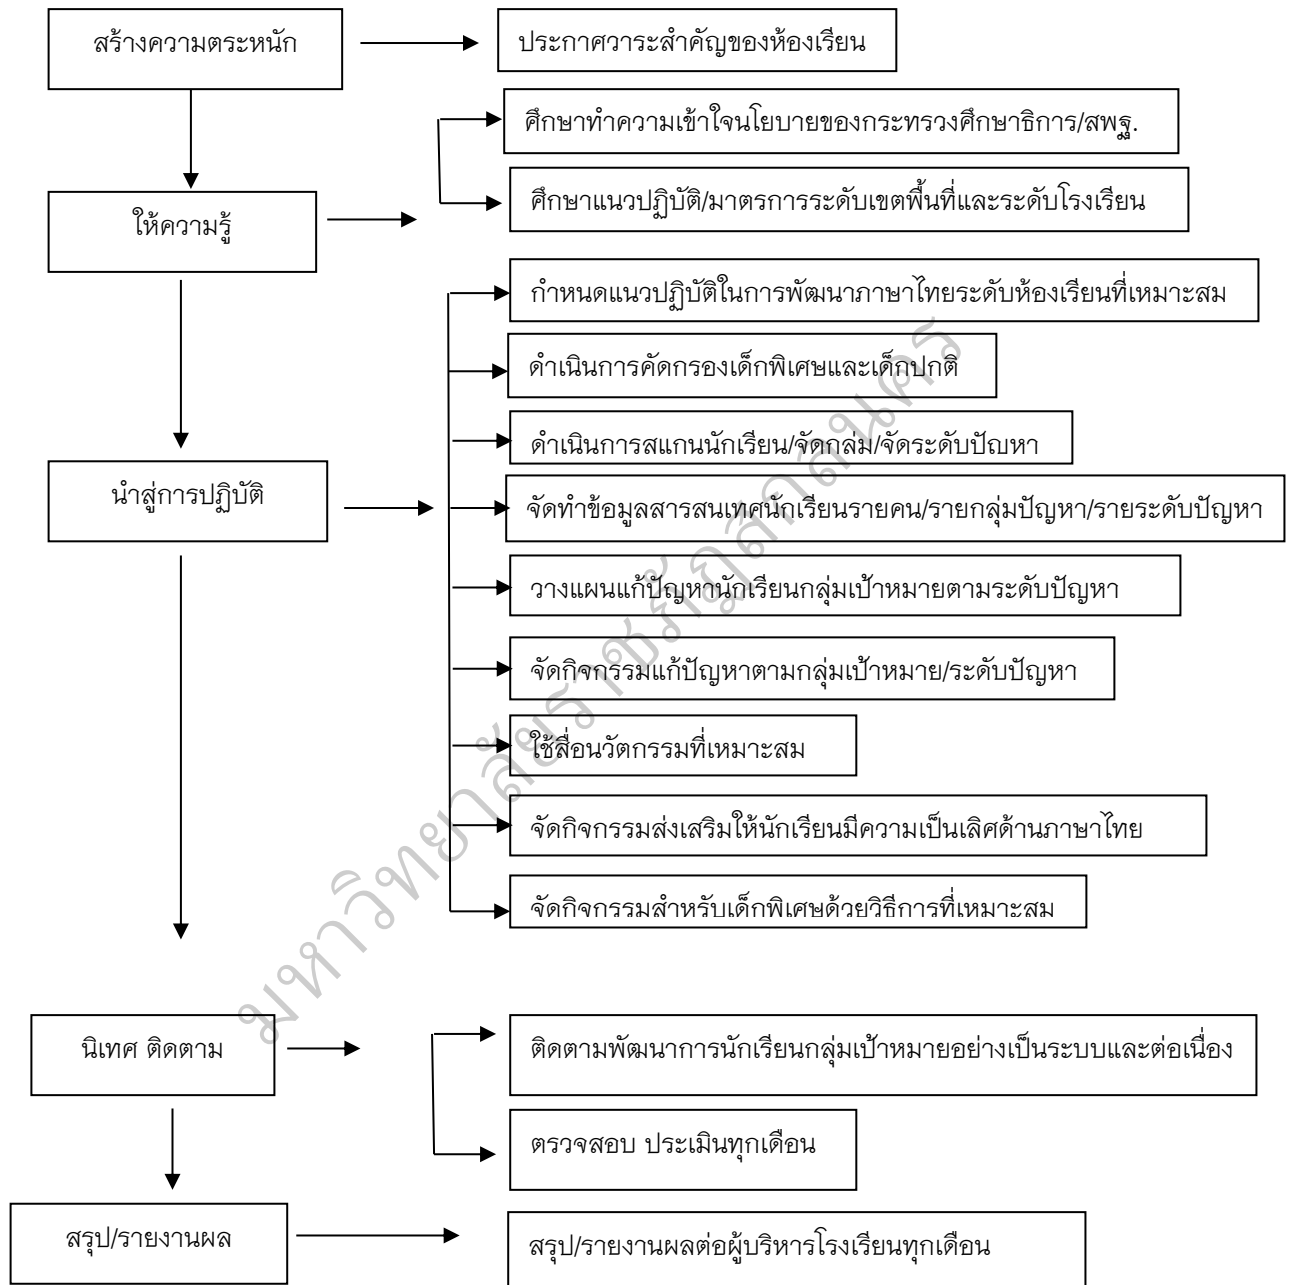 สร้างความตระหนัก
ประกาศวาระสำคัญของห้องเรียน
ศึกษาทำความเข้าใจนโยบายของกระทรวงศึกษาธิการ/สพฐ.
ให้ความรู้
ศึกษาแนวปฏิบัติ/มาตรการระดับเขตพื้นที่และระดับโรงเรียน
กำหนดแนวปฏิบัติในการพัฒนาภาษาไทยระดับห้องเรียนที่เหมาะสม
ดำเนินการคัดกรองเด็กพิเศษและเด็กปกติ
ดำเนินการสแกนนักเรียน/จัดกลุ่ม/จัดระดับปัญหา
นำสู่การปฏิบัติ
จัดทำข้อมูลสารสนเทศนักเรียนรายคน/รายกลุ่มปัญหา/รายระดับปัญหา
วางแผนแก้ปัญหานักเรียนกลุ่มเป้าหมายตามระดับปัญหา
จัดกิจกรรมแก้ปัญหาตามกลุ่มเป้าหมาย/ระดับปัญหา
ใช้สื่อนวัตกรรมที่เหมาะสม
จัดกิจกรรมส่งเสริมให้นักเรียนมีความเป็นเลิศด้านภาษาไทย
จัดกิจกรรมสำหรับเด็กพิเศษด้วยวิธีการที่เหมาะสม
นิเทศ ติดตาม
ติดตามพัฒนาการนักเรียนกลุ่มเป้าหมายอย่างเป็นระบบและต่อเนื่อง
ตรวจสอบ ประเมินทุกเดือน
สรุป/รายงานผล
สรุป/รายงานผลต่อผู้บริหารโรงเรียนทุกเดือน
มหาวิทยาลัยราชภัฏสกลนคร